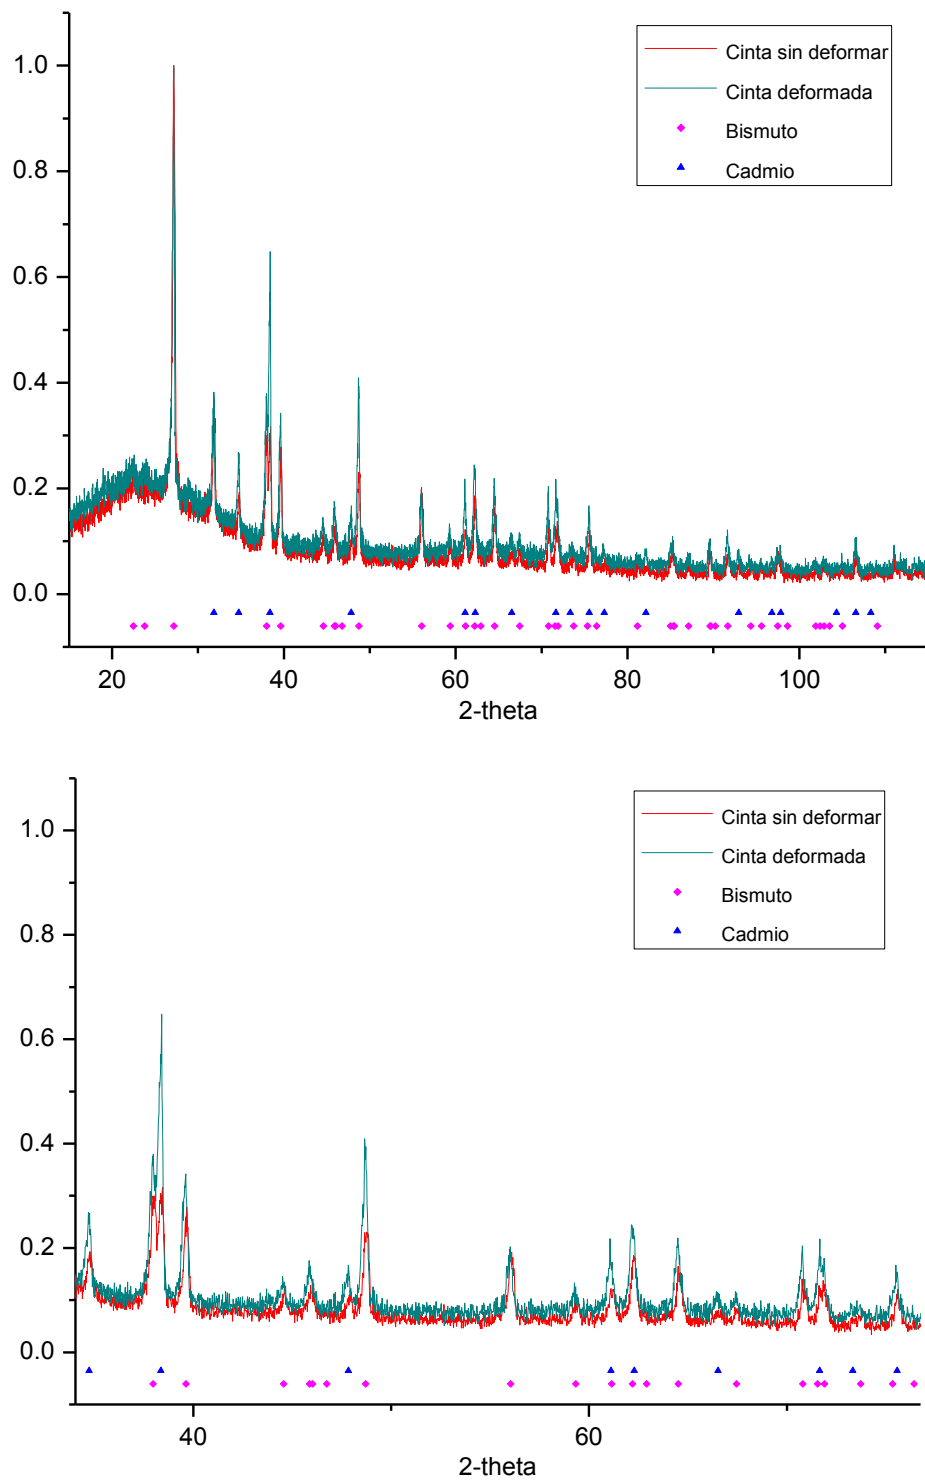 1.0
0.8
0.6
0.4
0.2
0.0
Cinta sin deformar
Cinta deformada
Bismuto
Cadmio
20 40 60 80 100
2-theta
1.0
0.8
0.6
0.4
0.2
0.0
Cinta sin deformar
Cinta deformada
Bismuto
Cadmio
40 60
2-theta